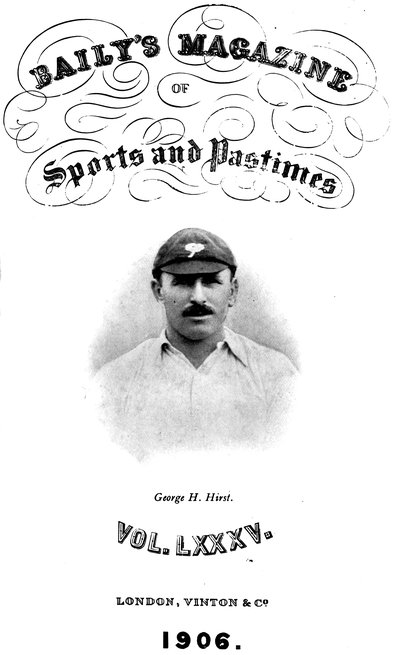 BAILY'S MAGAZINE
OF
Sports and Pastimes
George H. Hirst.
VOL. LXXXV.
LONDON, VINTON & Cº
1906.